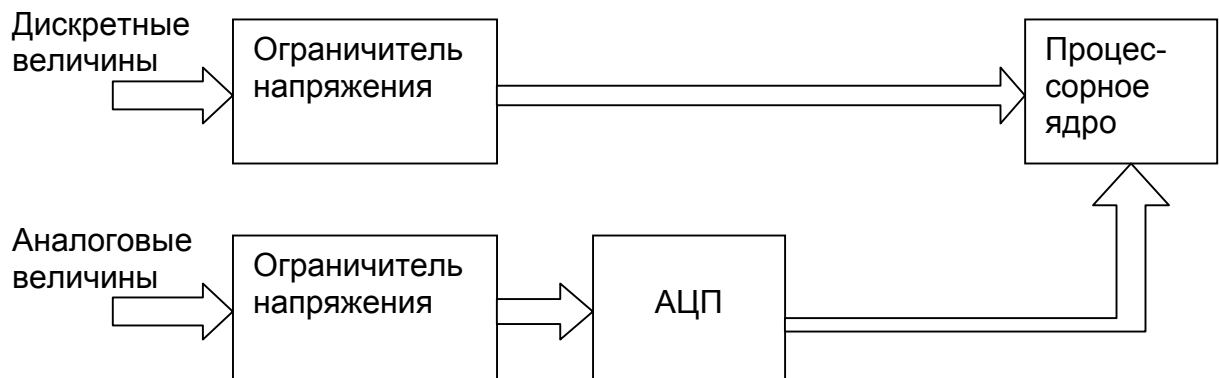 Дискретные
величины
Ограничитель
напряжения
Процес-
сорное
ядро
Аналоговые
величины
Ограничитель
напряжения
АЦП